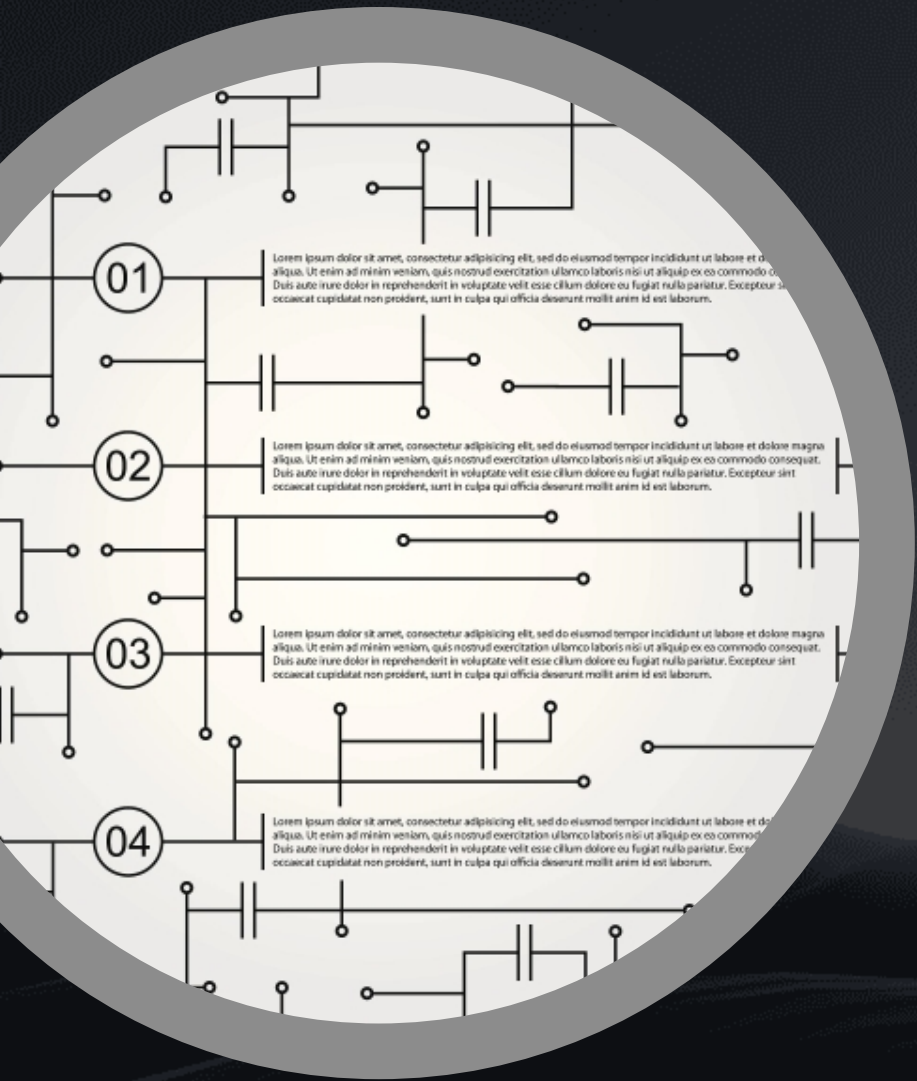 01
Lorem ipsum dolor sit amet, consectetur adipisicing elit, sed do eiusmod tempor incididunt ut labore et
aliqua. Ut enim ad minim veniam, quis nostrud exercitation ullamco laboris nisi ut aliquip ex ea commodo
Duis aute irure dolor in reprehenderit in voluptate velit esse cillum dolore eu fugiat nulla pariatur. Excepteur
occaecat cupidatat non proident, sunt in culpa qui officia deserunt mollit anim id est laborum.
02
Lorem ipsum dolor sit amet, consectetur adipisicing elit, sed do eiusmod tempor incididunt ut labore et dolore magna
aliqua. Ut enim ad minim veniam, quis nostrud exercitation ullamco laboris nisi ut aliquip ex ea commodo consequat.
Duis aute irure dolor in reprehenderit in voluptate velit esse cillum dolore eu fugiat nulla pariatur. Excepteur sint
occaecat cupidatat non proident, sunt in culpa qui officia deserunt mollit anim id est laborum.
03
Lorem ipsum dolor sit amet, consectetur adipisicing elit, sed do eiusmod tempor incididunt ut labore et dolore magna
aliqua. Ut enim ad minim veniam, quis nostrud exercitation ullamco laboris nisi ut aliquip ex ea commodo consequat.
Duis aute irure dolor in reprehenderit in voluptate velit esse cillum dolore eu fugiat nulla pariatur. Excepteur sint
occaecat cupidatat non proident, sunt in culpa qui officia deserunt mollit anim id est laborum.
04
Lorem ipsum dolor sit amet, consectetur adipisicing elit, sed do eiusmod tempor incididunt ut labore et
aliqua. Ut enim ad minim veniam, quis nostrud exercitation ullamco laboris nisi ut aliquip ex ea
Duis aute irure dolor in reprehenderit in voluptate velit esse cillum dolore eu fugiat nulla pariatur.
occaecat cupidatat non proident, sunt in culpa qui officia deserunt mollit anim id est laborum.